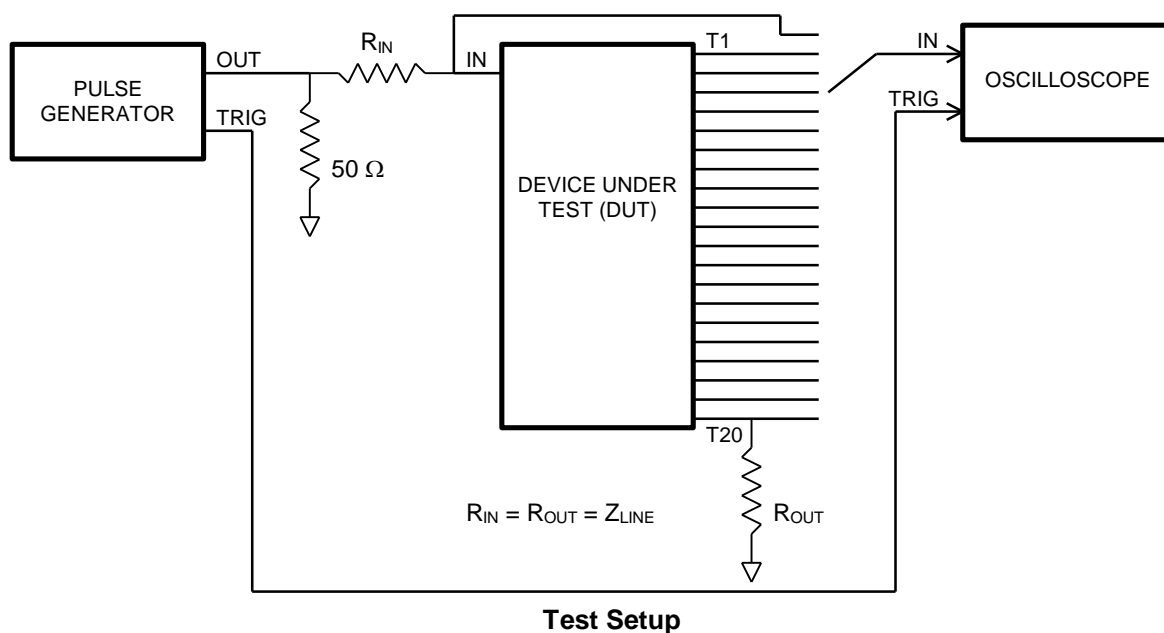 PULSE
GENERATOR
OUT
TRIG
50 Ω
R_IN
IN
T1
DEVICE UNDER
TEST (DUT)
T20
R_IN = R_OUT = Z_LINE
R_OUT
IN
TRIG
OSCILLOSCOPE
Test Setup